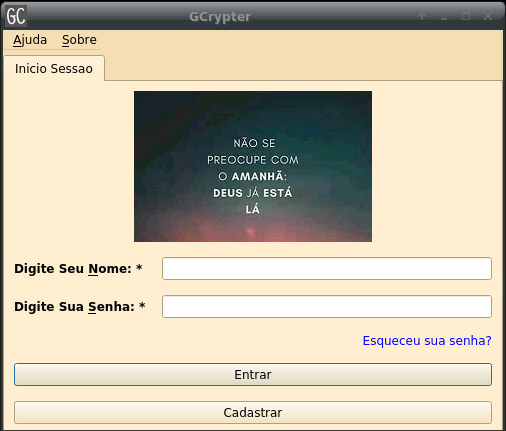 GC
GCrypter
Ajuda Sobre
Inicio Sessao
NÃO SE
PREOCUPE COM
O AMANHÃ:
DEUS JÁ ESTÁ
LÁ
Digite Seu Nome: *
Digite Sua Senha: *
Esqueceu sua senha?
Entrar
Cadastrar